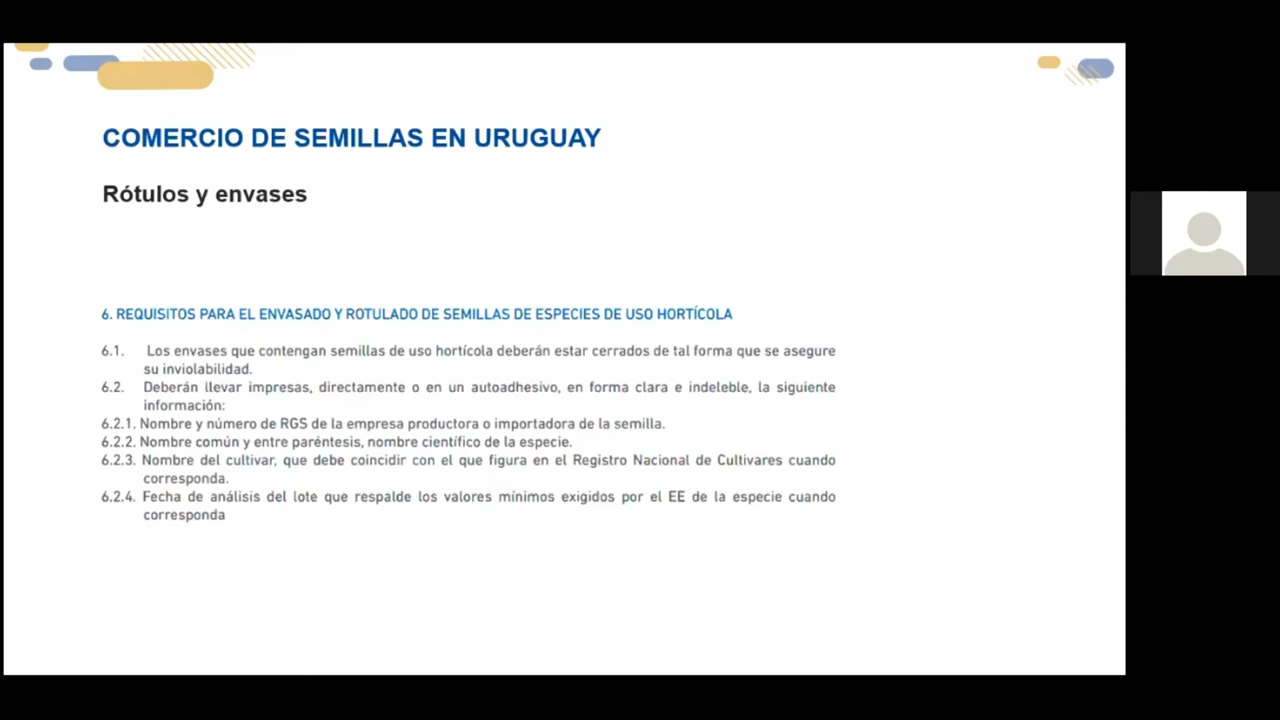 COMERCIO DE SEMILLAS EN URUGUAY
Rótulos y envases
6. REQUISITOS PARA EL ENVASADO Y ROTULADO DE SEMILLAS DE ESPECIES DE USO HORTÍCOLA
6.1. Los envases que contengan semillas de uso hortícola deberán estar cerrados de tal forma que se asegure
su inviolabilidad.
6.2. Deberán llevar impresas, directamente o en un autoadhesivo, en forma clara e indeleble, la siguiente
información:
6.2.1. Nombre y número de RGS de la empresa productora o importadora de la semilla.
6.2.2. Nombre común y entre paréntesis, nombre científico de la especie.
6.2.3. Nombre del cultivar, que debe coincidir con el que figura en el Registro Nacional de Cultivares cuando
corresponda.
6.2.4. Fecha de análisis del lote que respalde los valores mínimos exigidos por el EE de la especie cuando
corresponda